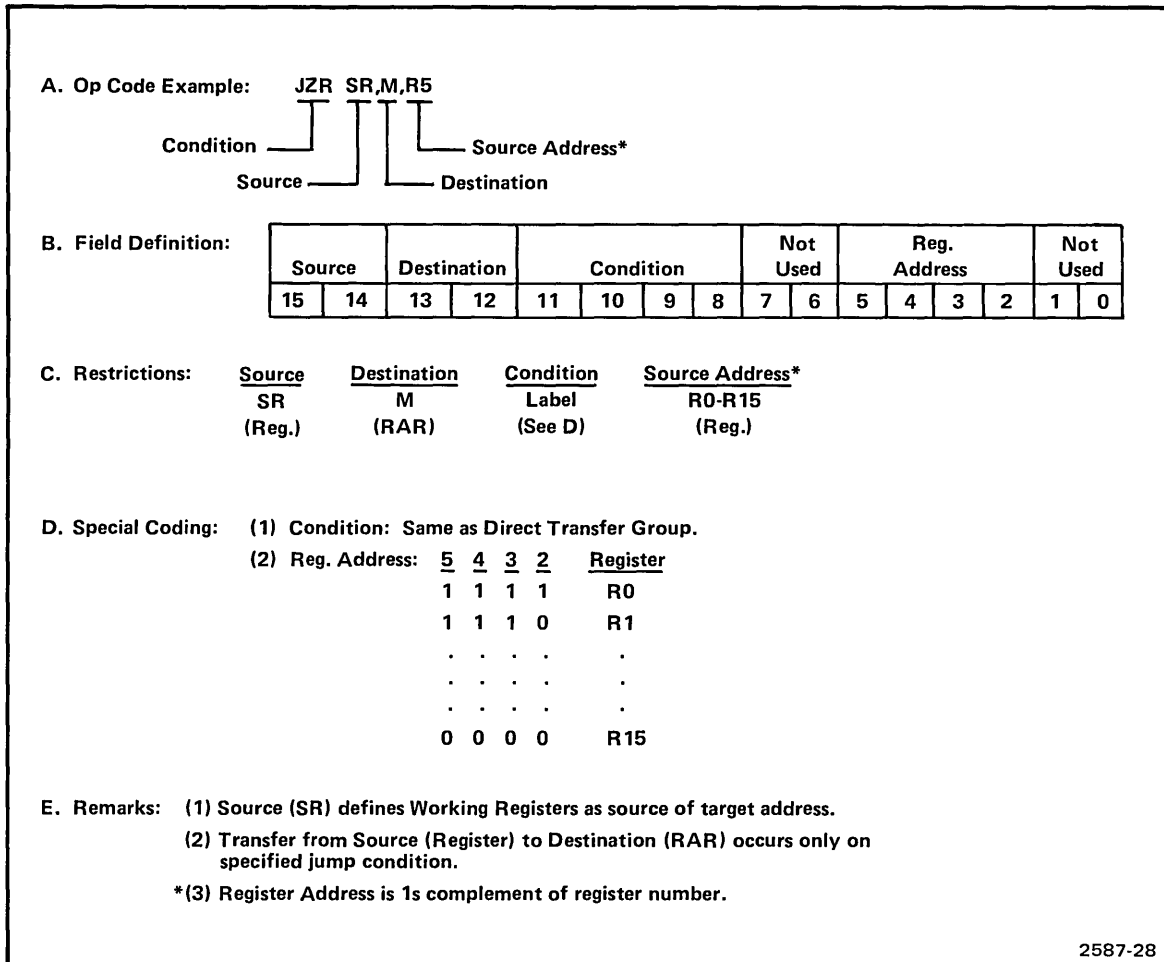 A. Op Code Example: JZR SR,M,R5
Condition Source Address*
Source Destination
B. Field Definition:
Source Destination Condition Not Used Reg. Address Not Used
15 14 13 12 11 10 9 8 7 6 5 4 3 2 1 0
C. Restrictions: Source Destination Condition Source Address*
SR M Label R0-R15
(Reg.) (RAR) (See D) (Reg.)
D. Special Coding: (1) Condition: Same as Direct Transfer Group.
(2) Reg. Address: 5 4 3 2 Register
1 1 1 1 R0
1 1 1 0 R1
. . . . .
. . . . .
. . . . .
0 0 0 0 R15
E. Remarks: (1) Source (SR) defines Working Registers as source of target address.
(2) Transfer from Source (Register) to Destination (RAR) occurs only on
specified jump condition.
*(3) Register Address is 1s complement of register number.
2587-28